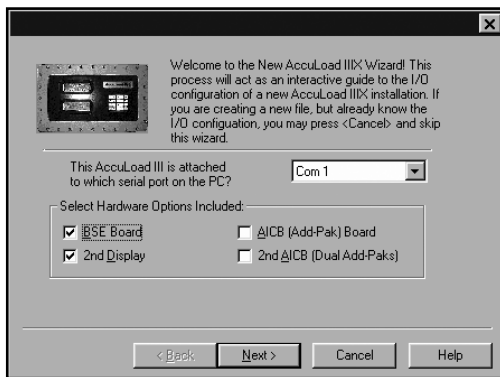 Welcome to the New AccuLoad IIIX Wizard! This
process will act as an interactive guide to the I/O
configuration of a new AccuLoad IIIX installation. If
you are creating a new file, but already know the
I/O configuation, you may press <Cancel> and skip
this wizard.
This AccuLoad III is attached
to which serial port on the PC?
Com 1
Select Hardware Options Included:
BSE Board
AICB (Add-Pak) Board
2nd Display
2nd AICB (Dual Add-Paks)
< Back
Next >
Cancel
Help